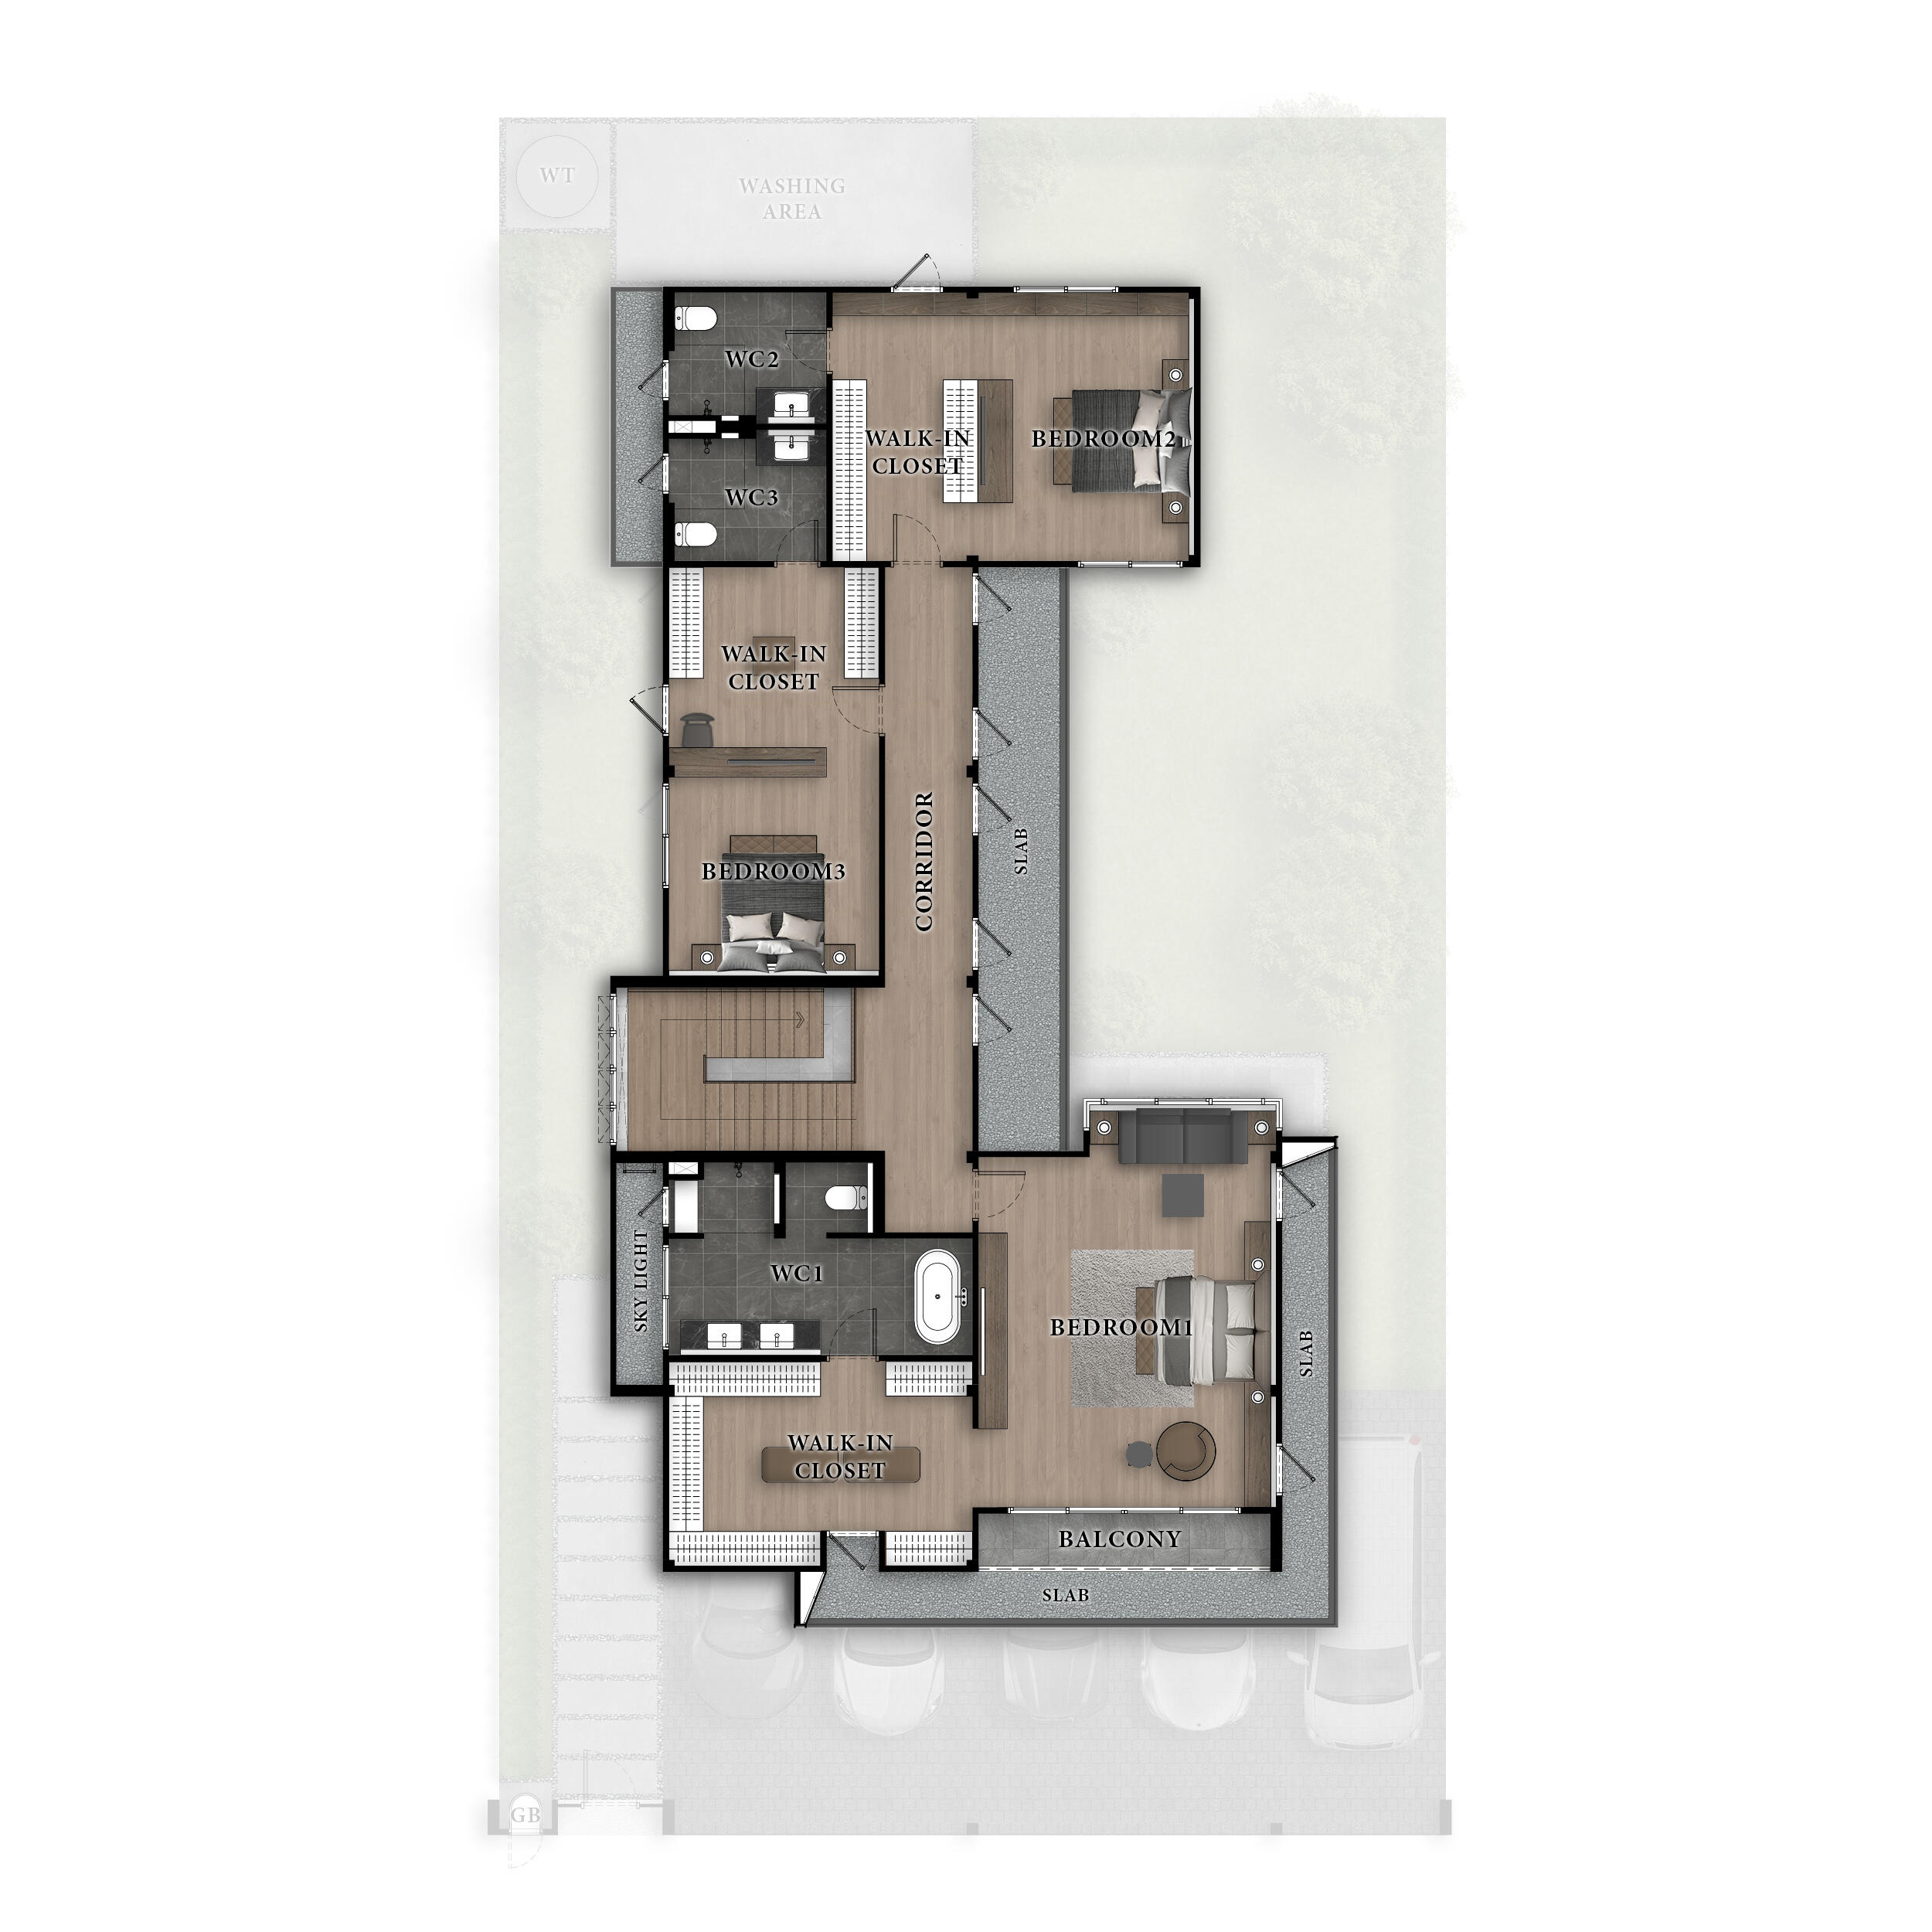 WT
WASHING
AREA
WC2
WALK-IN
CLOSET
BEDROOM2
WC3
WALK-IN
CLOSET
CORRIDOR
SLAB
BEDROOM3
SKY LIGHT
WC1
BEDROOM1
SLAB
WALK-IN
CLOSET
BALCONY
SLAB
GB